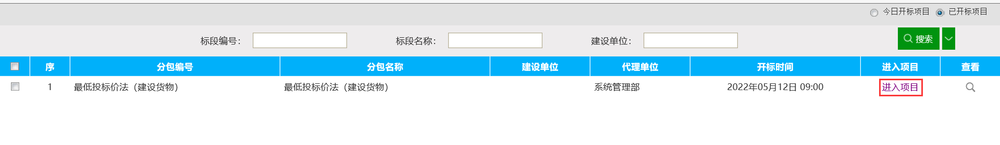 今日开标项目 已开标项目
标段编号： 标段名称： 建设单位： 搜索
序 分包编号 分包名称 建设单位 代理单位 开标时间 进入项目 查看
1 最低投标价法（建设货物） 最低投标价法（建设货物） 系统管理部 2022年05月12日 09:00 进入项目